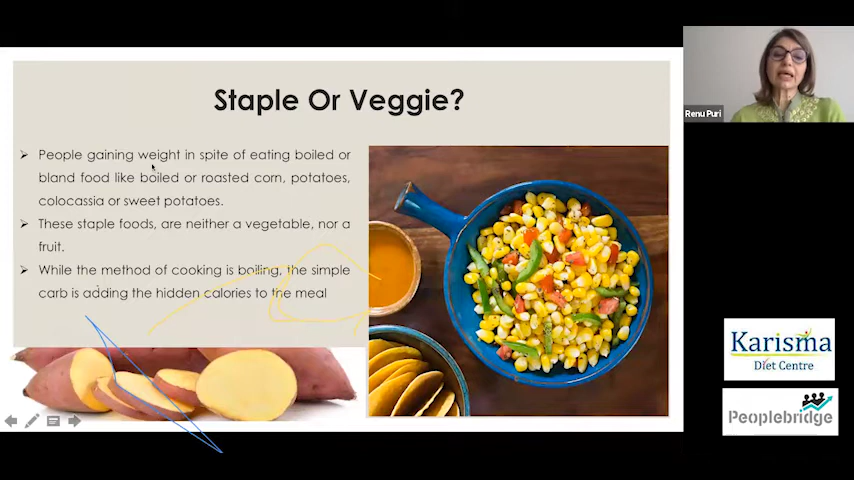 Staple Or Veggie?
➢ People gaining weight in spite of eating boiled or
bland food like boiled or roasted corn, potatoes,
colocassia or sweet potatoes.
➢ These staple foods, are neither a vegetable, nor a
fruit.
➢ While the method of cooking is boiling, the simple
carb is adding the hidden calories to the meal
Renu Puri
Karisma
Diet Centre
Peoplebridge